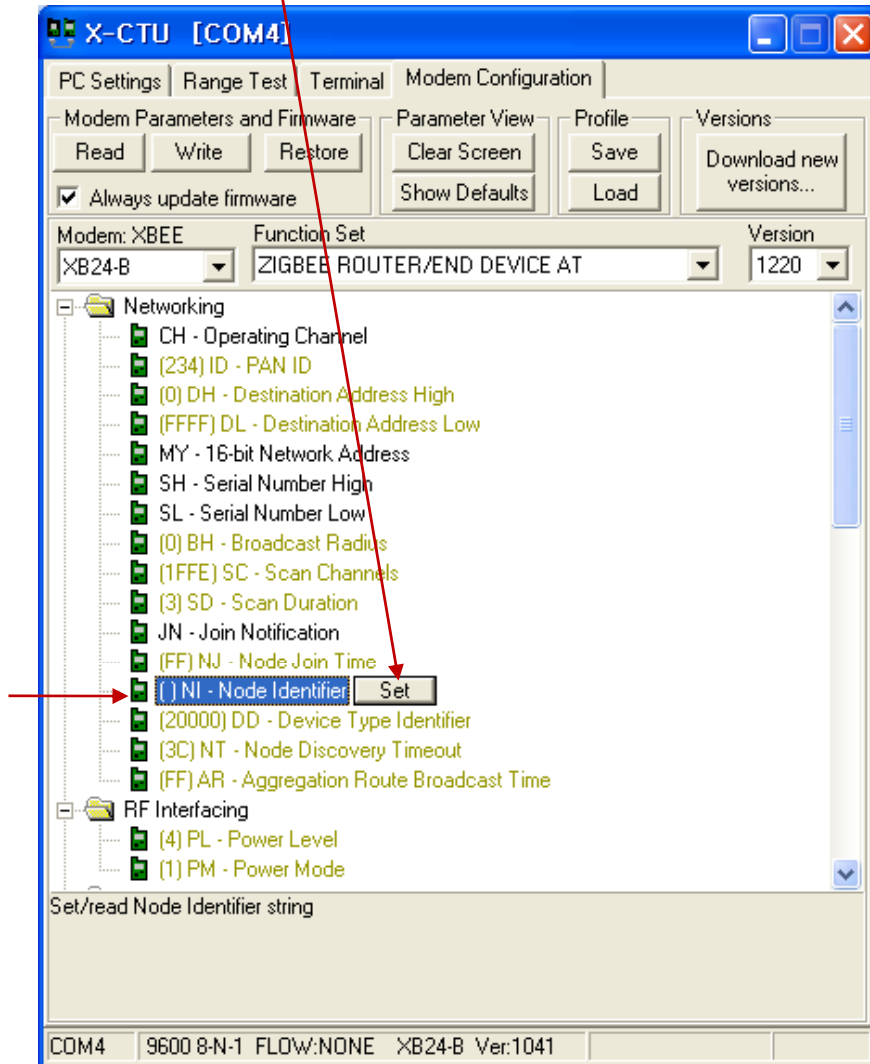 X-CTU [COM4]
PC Settings Range Test Terminal Modem Configuration
Modem Parameters and Firmware Parameter View Profile Versions
Read Write Restore Clear Screen Save Download new versions...
Always update firmware Show Defaults Load
Modem: XBEE Function Set Version
XB24-B ZIGBEE ROUTER/END DEVICE AT 1220
Networking
CH - Operating Channel
(234) ID - PAN ID
(0) DH - Destination Address High
(FFFF) DL - Destination Address Low
MY - 16-bit Network Address
SH - Serial Number High
SL - Serial Number Low
(0) BH - Broadcast Radius
(1FFE) SC - Scan Channels
(3) SD - Scan Duration
JN - Join Notification
(FF) NJ - Node Join Time
( ) NI - Node Identifier Set
(20000) DD - Device Type Identifier
(3C) NT - Node Discovery Timeout
(FF) AR - Aggregation Route Broadcast Time
RF Interfacing
(4) PL - Power Level
(1) PM - Power Mode
Set/read Node Identifier string
COM4 9600 8-N-1 FLOW:NONE XB24-B Ver:1041